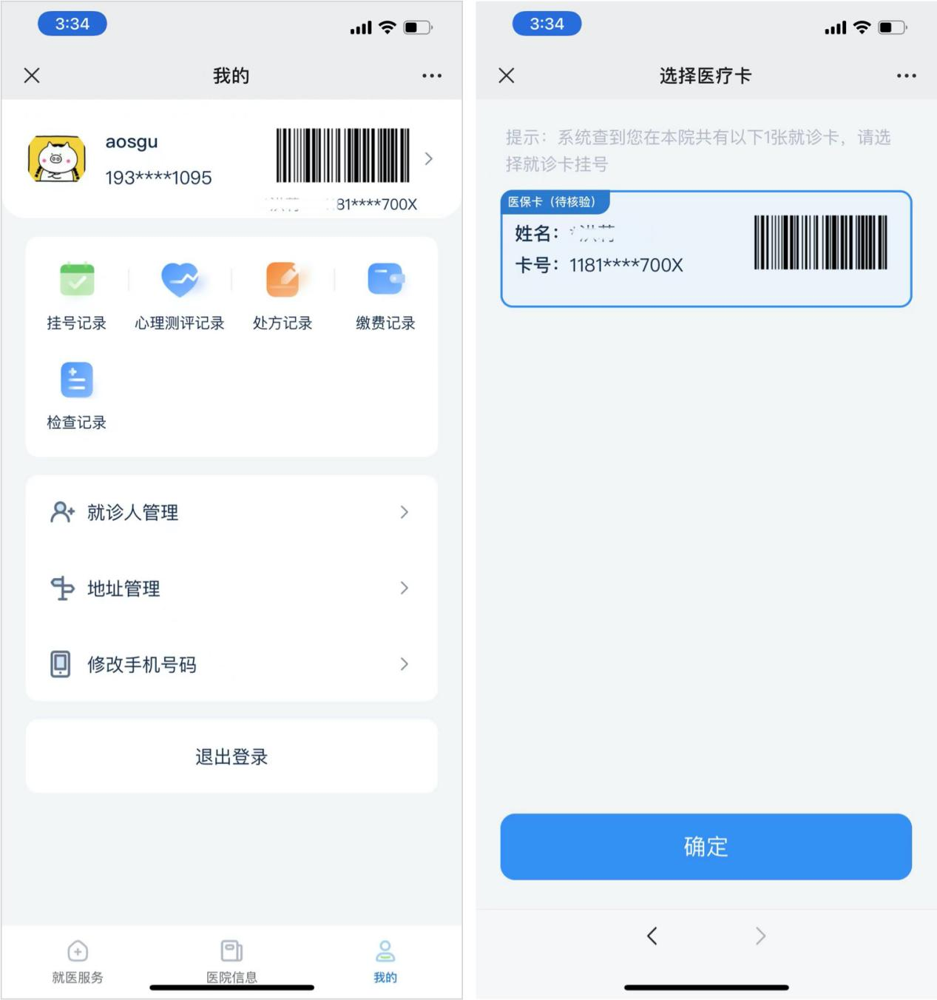 3:34
我的
aosgu
193****1095
81****700X
挂号记录
心理测评记录
处方记录
缴费记录
检查记录
就诊人管理
地址管理
修改手机号码
退出登录
就医服务
医院信息
我的
3:34
选择医疗卡
提示：系统查到您在本院共有以下1张就诊卡，请选
择就诊卡挂号
医保卡（待核验）
姓名：
卡号：1181****700X
确定